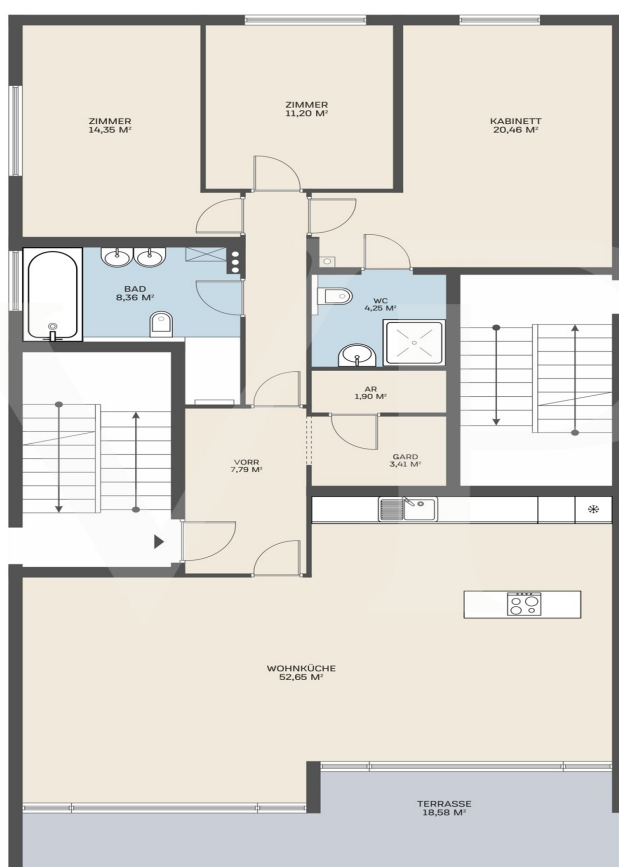 ZIMMER
14,35 M²
ZIMMER
11,20 M²
KABINETT
20,46 M²
BAD
8,36 M²
WC
4,25 M²
AR
1,90 M²
VORR
7,79 M²
GARD
3,41 M²
WOHNKÜCHE
52,65 M²
TERRASSE
18,58 M²